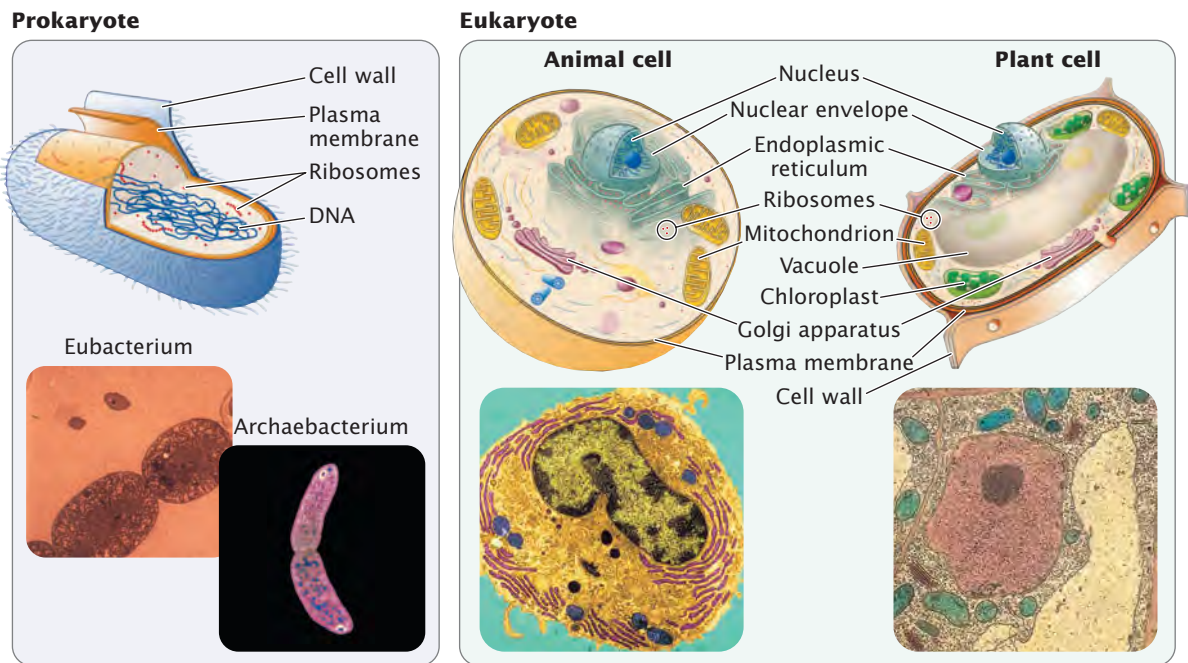 Prokaryote
Cell wall
Plasma
membrane
Ribosomes
DNA
Eubacterium
Archaebacterium
Eukaryote
Animal cell
Plant cell
Nucleus
Nuclear envelope
Endoplasmic
reticulum
Ribosomes
Mitochondrion
Vacuole
Chloroplast
Golgi apparatus
Plasma membrane
Cell wall